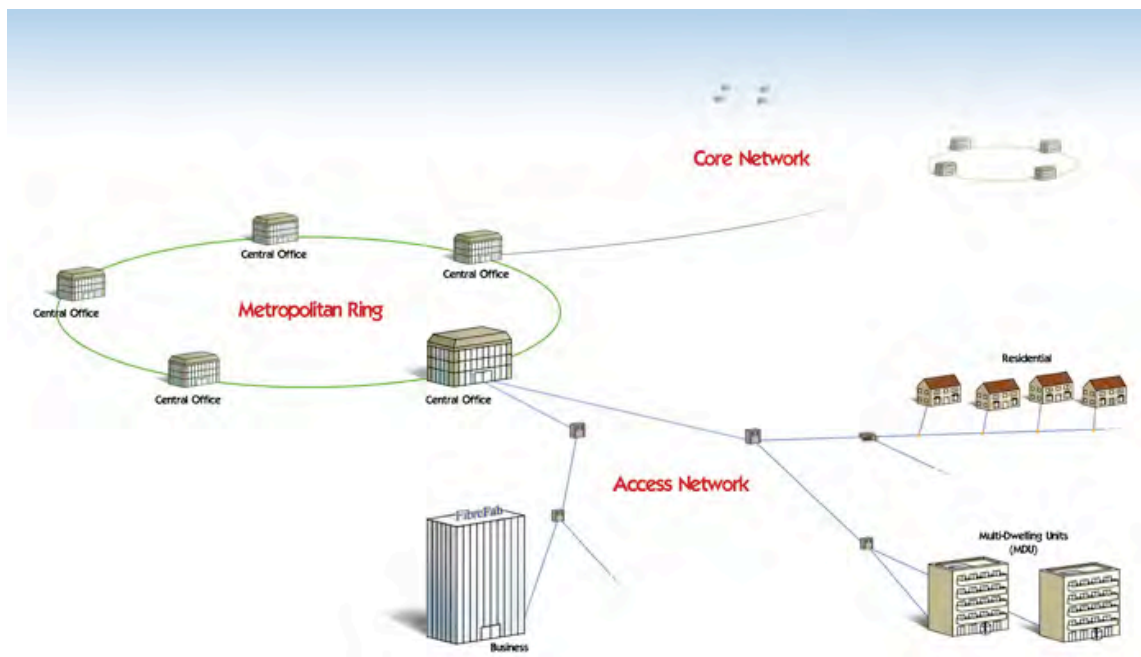 Core Network
Central Office
Central Office
Central Office
Metropolitan Ring
Central Office
Central Office
Residential
Access Network
FibreFab
Multi-Dwelling Units
(MDU)
Business